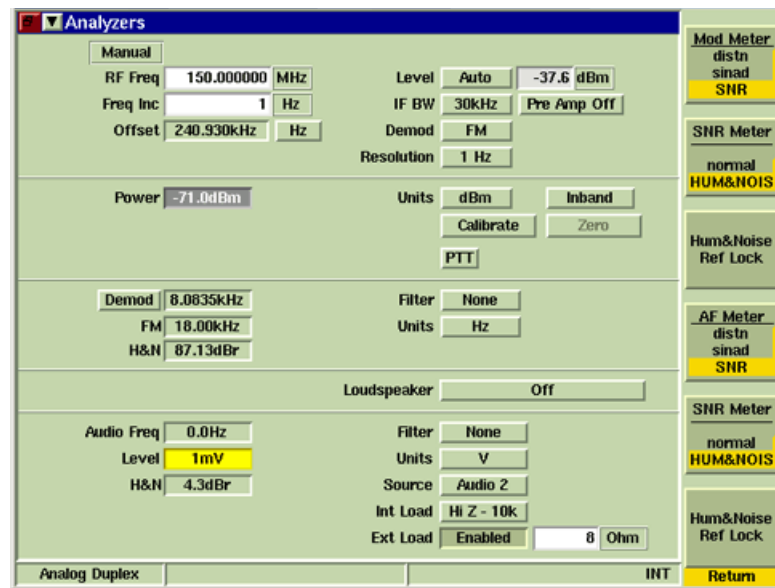 Analyzers
Manual
RF Freq 150.000000 MHz Level Auto -37.6 dBm
Freq Inc 1 Hz IF BW 30kHz Pre Amp Off
Offset 240.930kHz Hz Demod FM
Resolution 1 Hz
Power -71.0dBm Units dBm Inband
Calibrate Zero
PTT
Demod 8.0835kHz Filter None
FM 18.00kHz Units Hz
H&N 87.13dBr
Loudspeaker Off
Audio Freq 0.0Hz Filter None
Level 1mV Units V
H&N 4.3dBr Source Audio 2
Int Load Hi Z - 10k
Ext Load Enabled 8 Ohm
Analog Duplex INT
Mod Meter
distn
sinad
SNR
SNR Meter
normal
HUM&NOIS
Hum&Noise
Ref Lock
AF Meter
distn
sinad
SNR
SNR Meter
normal
HUM&NOIS
Hum&Noise
Ref Lock
Return